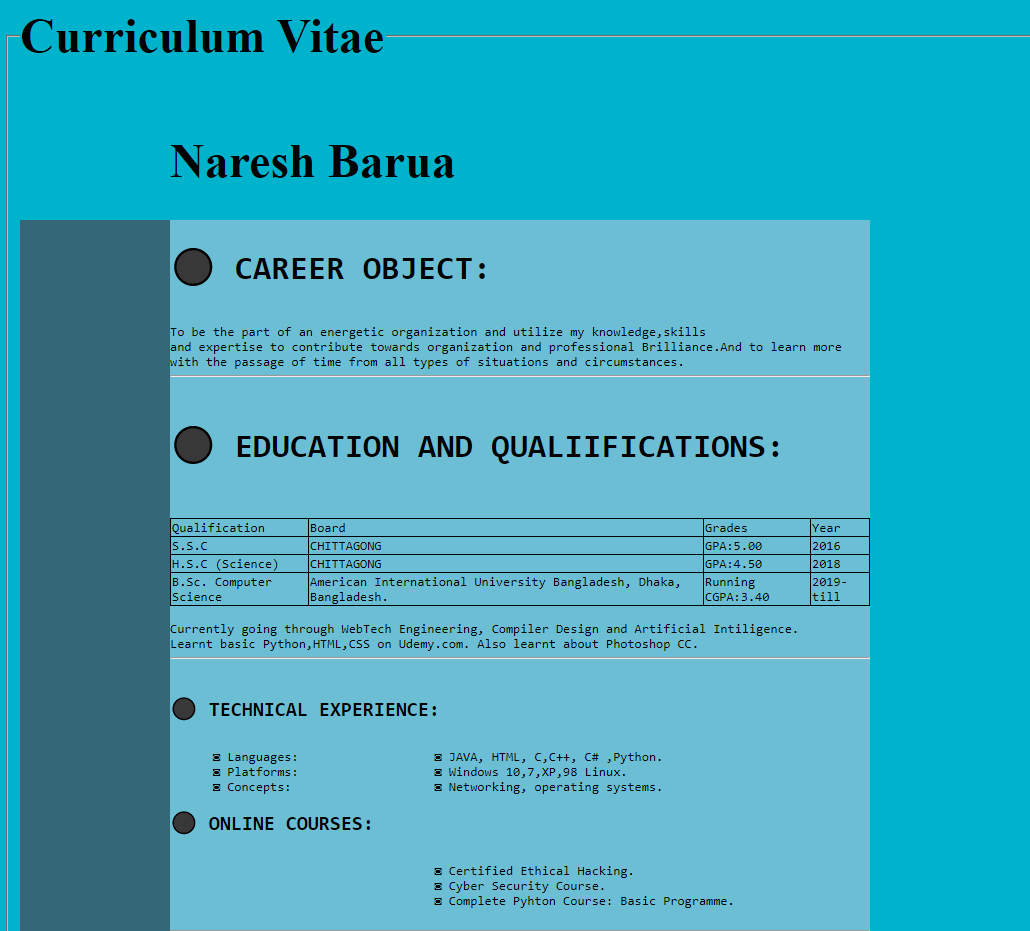 Curriculum Vitae
Naresh Barua
CAREER OBJECT:
To be the part of an energetic organization and utilize my knowledge,skills
and expertise to contribute towards organization and professional Brilliance.And to learn more
with the passage of time from all types of situations and circumstances.
EDUCATION AND QUALIIFICATIONS:
Qualification Board Grades Year
S.S.C CHITTAGONG GPA:5.00 2016
H.S.C (Science) CHITTAGONG GPA:4.50 2018
B.Sc. Computer American International University Bangladesh, Dhaka, Running 2019-
Science Bangladesh. CGPA:3.40 till
Currently going through WebTech Engineering, Compiler Design and Artificial Intiligence.
Learnt basic Python,HTML,CSS on Udemy.com. Also learnt about Photoshop CC.
TECHNICAL EXPERIENCE:
◙ Languages: ◙ JAVA, HTML, C,C++, C# ,Python.
◙ Platforms: ◙ Windows 10,7,XP,98 Linux.
◙ Concepts: ◙ Networking, operating systems.
ONLINE COURSES:
◙ Certified Ethical Hacking.
◙ Cyber Security Course.
◙ Complete Pyhton Course: Basic Programme.